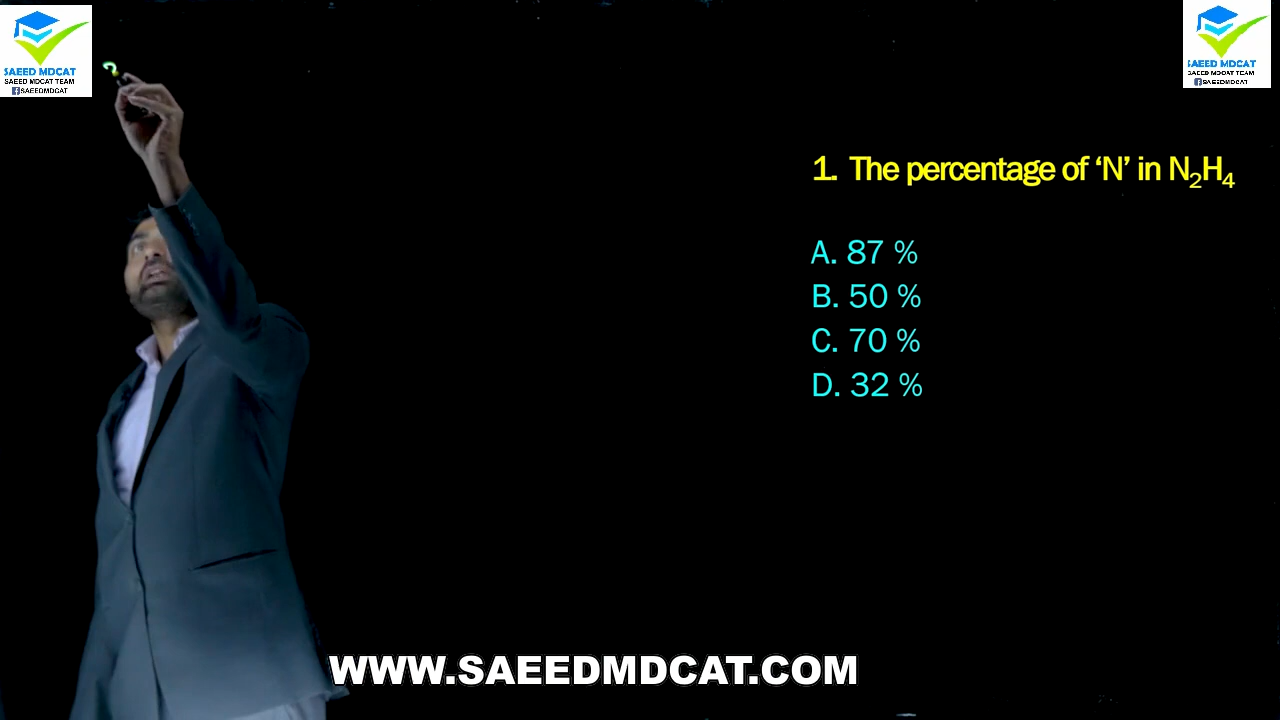 SAEED MDCAT
SAEED MDCAT TEAM
SAEEDMDCAT
SAEED MDCAT
SAEED MDCAT TEAM
SAEEDMDCAT
1. The percentage of ‘N’ in N₂H₄
A. 87 %
B. 50 %
C. 70 %
D. 32 %
?
WWW.SAEEDMDCAT.COM